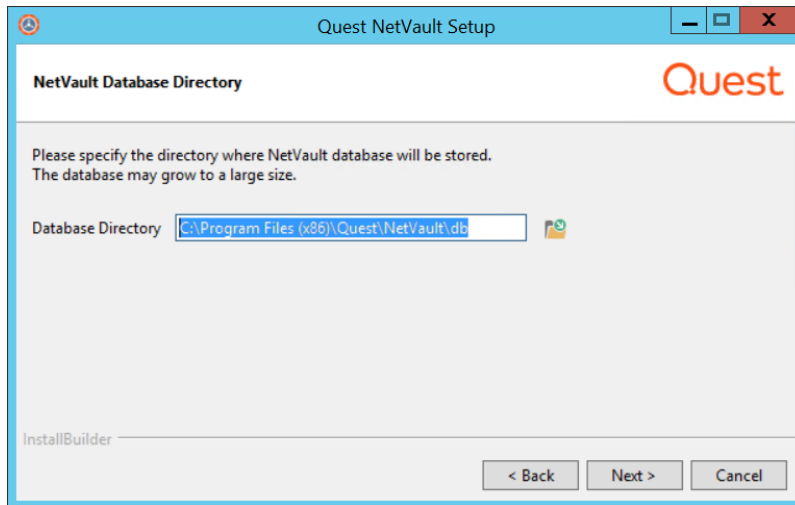 Quest NetVault Setup
NetVault Database Directory
Quest
Please specify the directory where NetVault database will be stored.
The database may grow to a large size.
Database Directory C:\Program Files (x86)\Quest\NetVault\db
InstallBuilder
< Back Next > Cancel